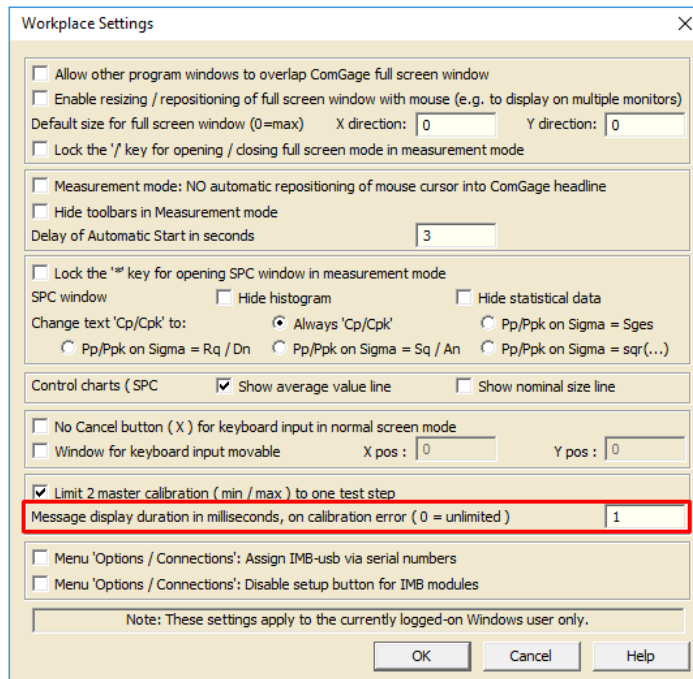 Workplace Settings
Allow other program windows to overlap ComGage full screen window
Enable resizing / repositioning of full screen window with mouse (e.g. to display on multiple monitors)
Default size for full screen window (0=max) X direction: 0 Y direction: 0
Lock the '/' key for opening / closing full screen mode in measurement mode
Measurement mode: NO automatic repositioning of mouse cursor into ComGage headline
Hide toolbars in Measurement mode
Delay of Automatic Start in seconds 3
Lock the '*' key for opening SPC window in measurement mode
SPC window Hide histogram Hide statistical data
Change text 'Cp/Cpk' to: Always 'Cp/Cpk' Pp/Ppk on Sigma = Sges
Pp/Ppk on Sigma = Rq / Dn Pp/Ppk on Sigma = Sq / An Pp/Ppk on Sigma = sqr(...)
Control charts ( SPC Show average value line Show nominal size line
No Cancel button ( X ) for keyboard input in normal screen mode
Window for keyboard input movable X pos : 0 Y pos : 0
Limit 2 master calibration ( min / max ) to one test step
Message display duration in milliseconds, on calibration error ( 0 = unlimited ) 1
Menu 'Options / Connections': Assign IMB-usb via serial numbers
Menu 'Options / Connections': Disable setup button for IMB modules
Note: These settings apply to the currently logged-on Windows user only.
OK Cancel Help